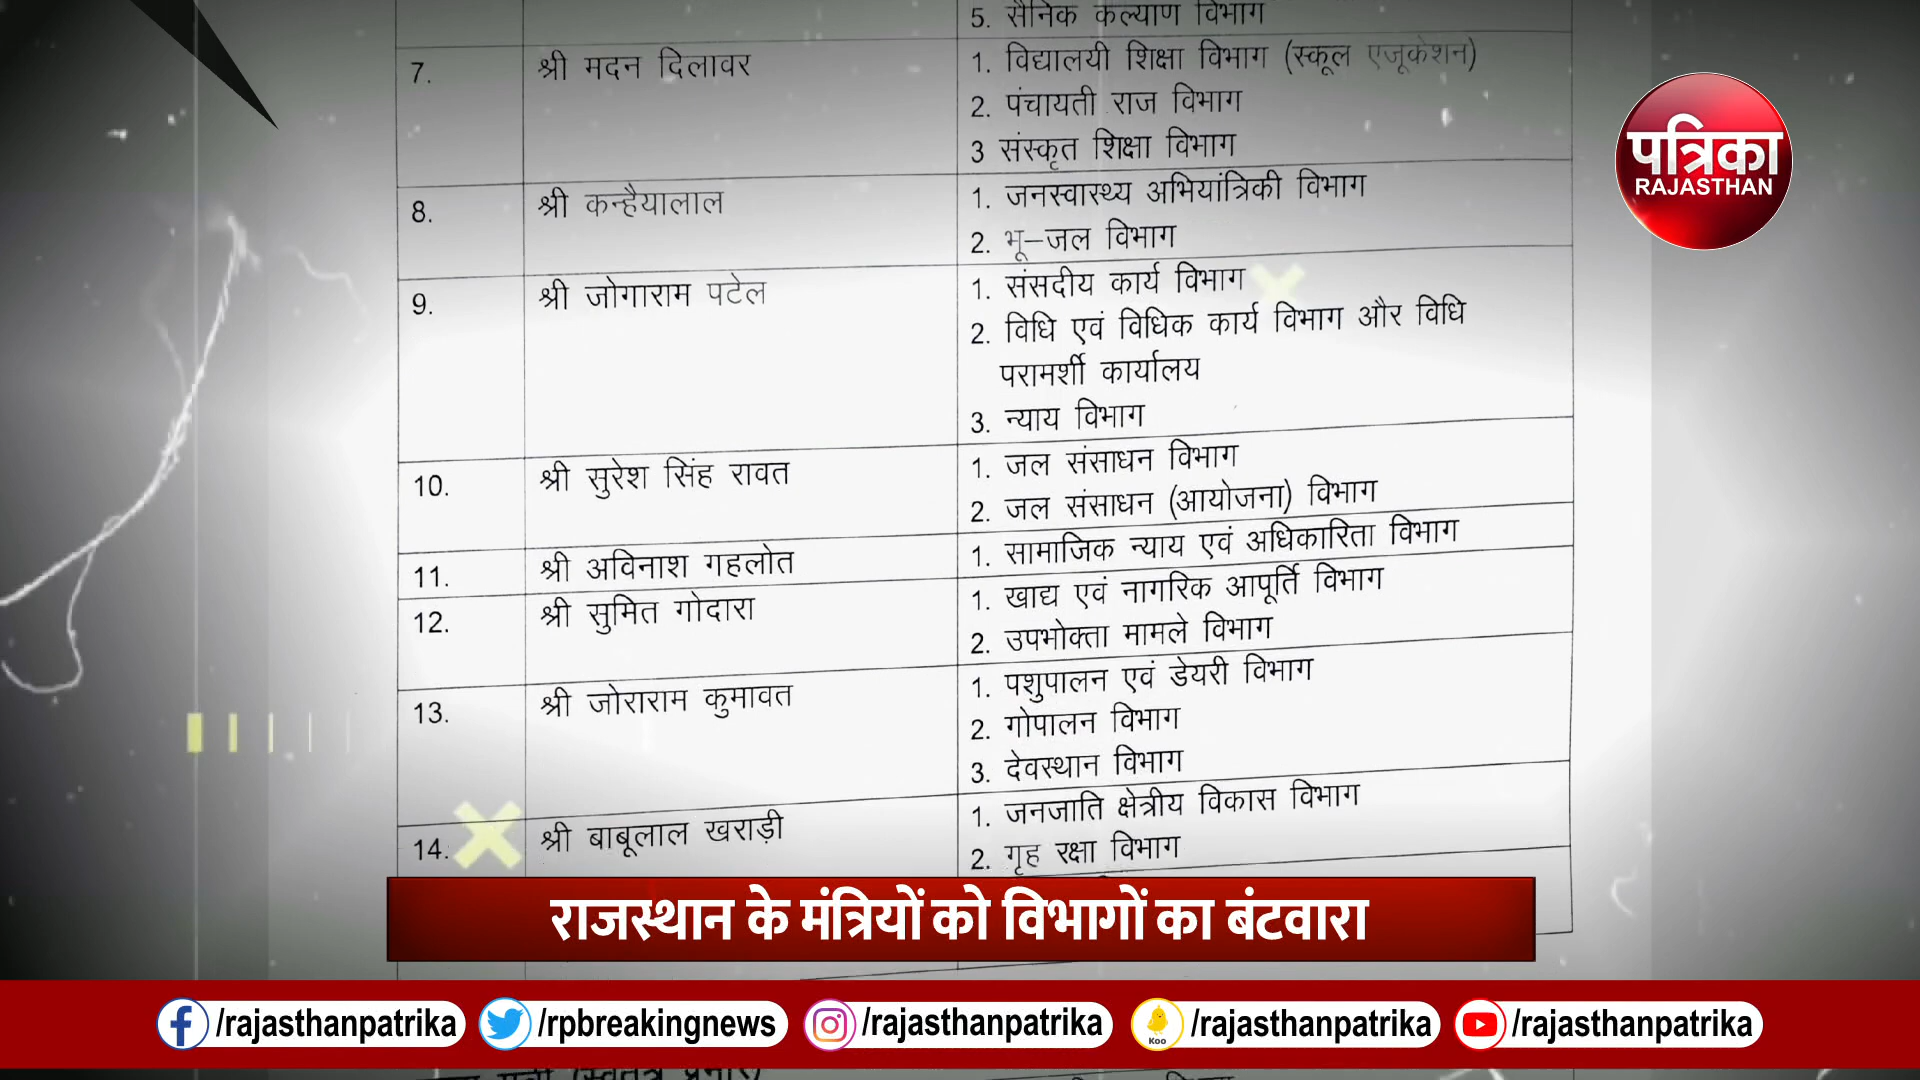 5. सैनिक कल्याण विभाग
7. श्री मदन दिलावर 1. विद्यालयी शिक्षा विभाग (स्कूल एजूकेशन)
2. पंचायती राज विभाग
3 संस्कृत शिक्षा विभाग
8. श्री कन्हैयालाल 1. जनस्वास्थ्य अभियांत्रिकी विभाग
2. भू–जल विभाग
9. श्री जोगाराम पटेल 1. संसदीय कार्य विभाग
2. विधि एवं विधिक कार्य विभाग और विधि
परामर्शी कार्यालय
3. न्याय विभाग
10. श्री सुरेश सिंह रावत 1. जल संसाधन विभाग
2. जल संसाधन (आयोजना) विभाग
11. श्री अविनाश गहलोत 1. सामाजिक न्याय एवं अधिकारिता विभाग
12. श्री सुमित गोदारा 1. खाद्य एवं नागरिक आपूर्ति विभाग
2. उपभोक्ता मामले विभाग
13. श्री जोराराम कुमावत 1. पशुपालन एवं डेयरी विभाग
2. गोपालन विभाग
3. देवस्थान विभाग
14. श्री बाबूलाल खराड़ी 1. जनजाति क्षेत्रीय विकास विभाग
2. गृह रक्षा विभाग
पत्रिका
RAJASTHAN
राजस्थान के मंत्रियों को विभागों का बंटवारा
/rajasthanpatrika /rpbreakingnews /rajasthanpatrika Koo /rajasthanpatrika /rajasthanpatrika